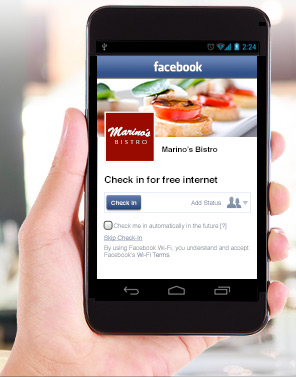 2:24
facebook
Marino's
BISTRO
Marino's Bistro
Check in for free internet
Check In
Add Status
Check me in automatically in the future [?]
Skip Check-in
By using Facebook Wi-Fi, you understand and accept
Facebook's Wi-Fi Terms